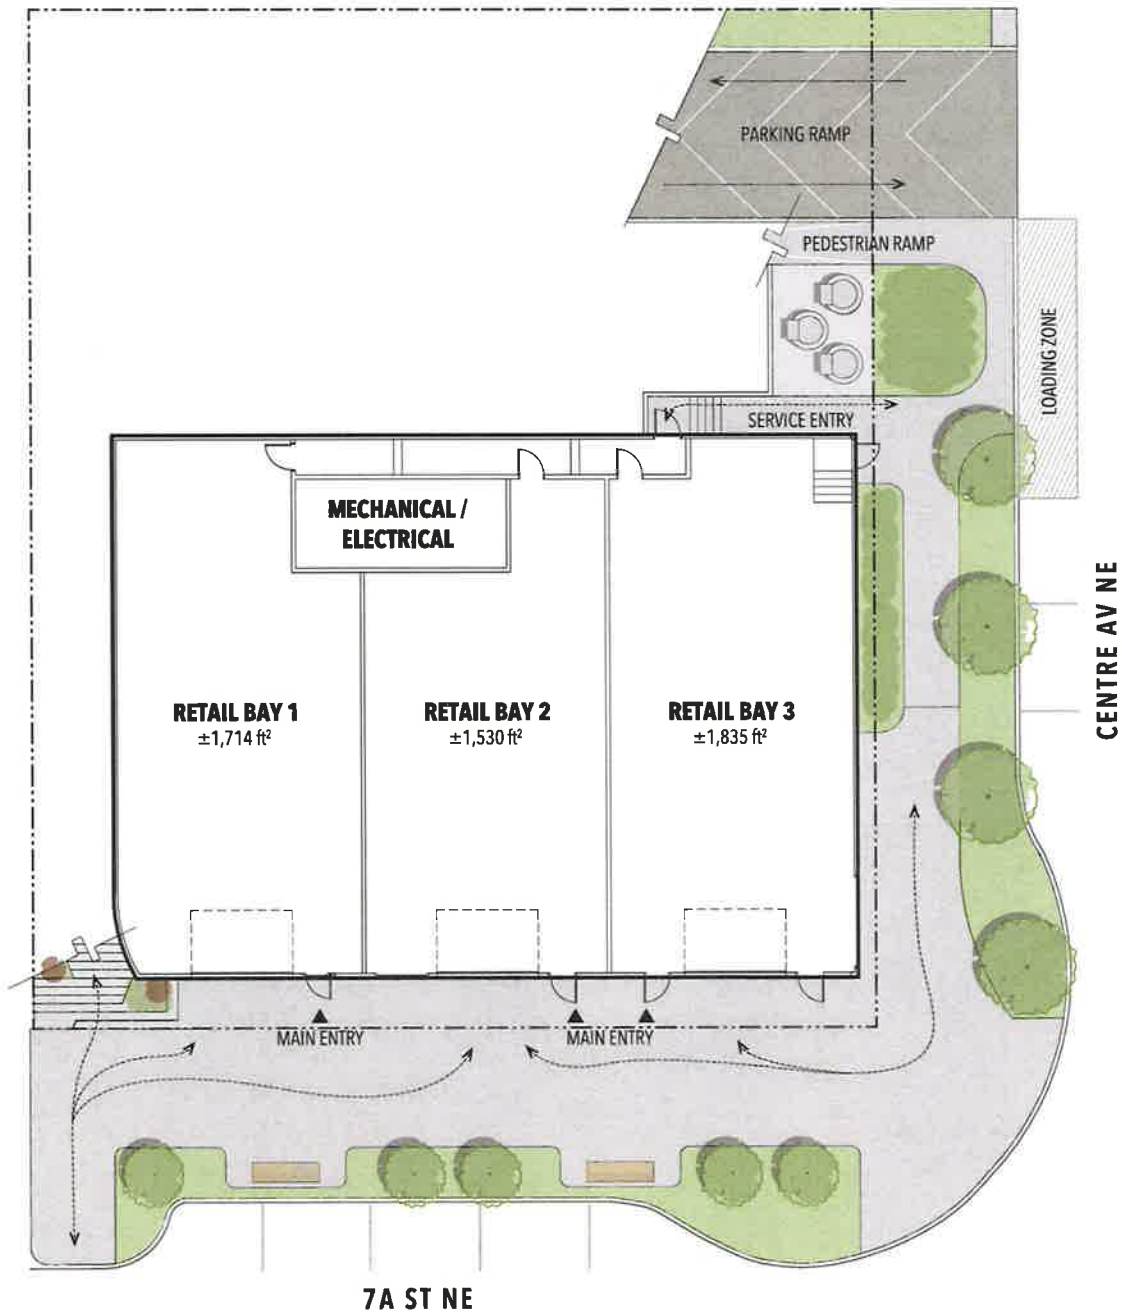 PARKING RAMP
PEDESTRIAN RAMP
LOADING ZONE
SERVICE ENTRY
MECHANICAL /
ELECTRICAL
CENTRE AV NE
RETAIL BAY 1
±1,714 ft²
RETAIL BAY 2
±1,530 ft²
RETAIL BAY 3
±1,835 ft²
MAIN ENTRY
MAIN ENTRY
7A ST NE